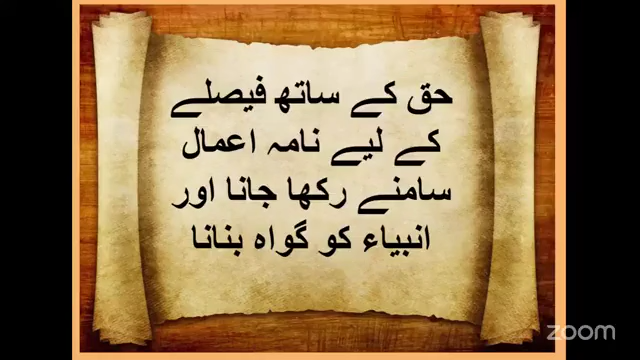 حق کے ساتھ فیصلے
کے لیے نامہ اعمال
سامنے رکھا جانا اور
انبیاء کو گواہ بنانا
zoom